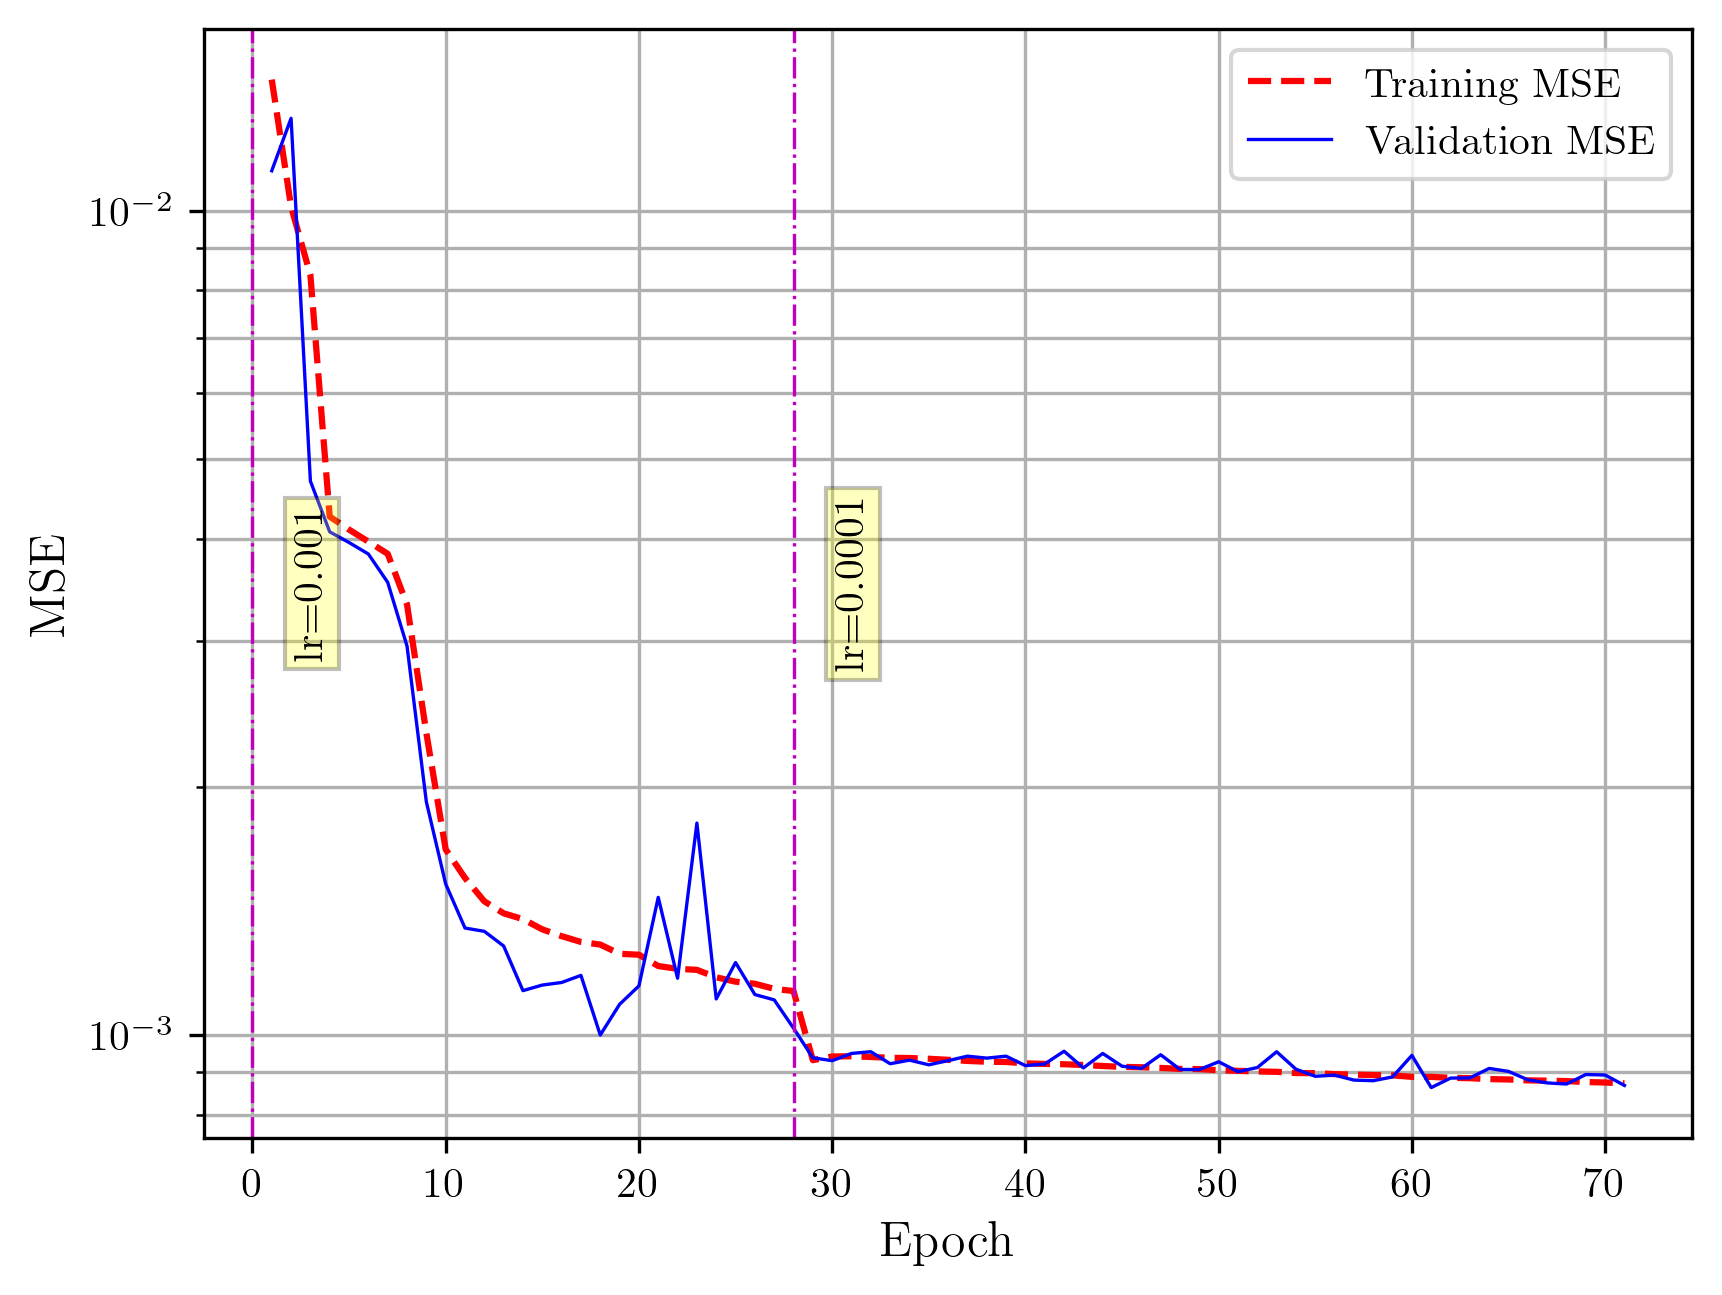 Training MSE
Validation MSE
10⁻²
10⁻³
MSE
lr=0.001
lr=0.0001
0 10 20 30 40 50 60 70
Epoch